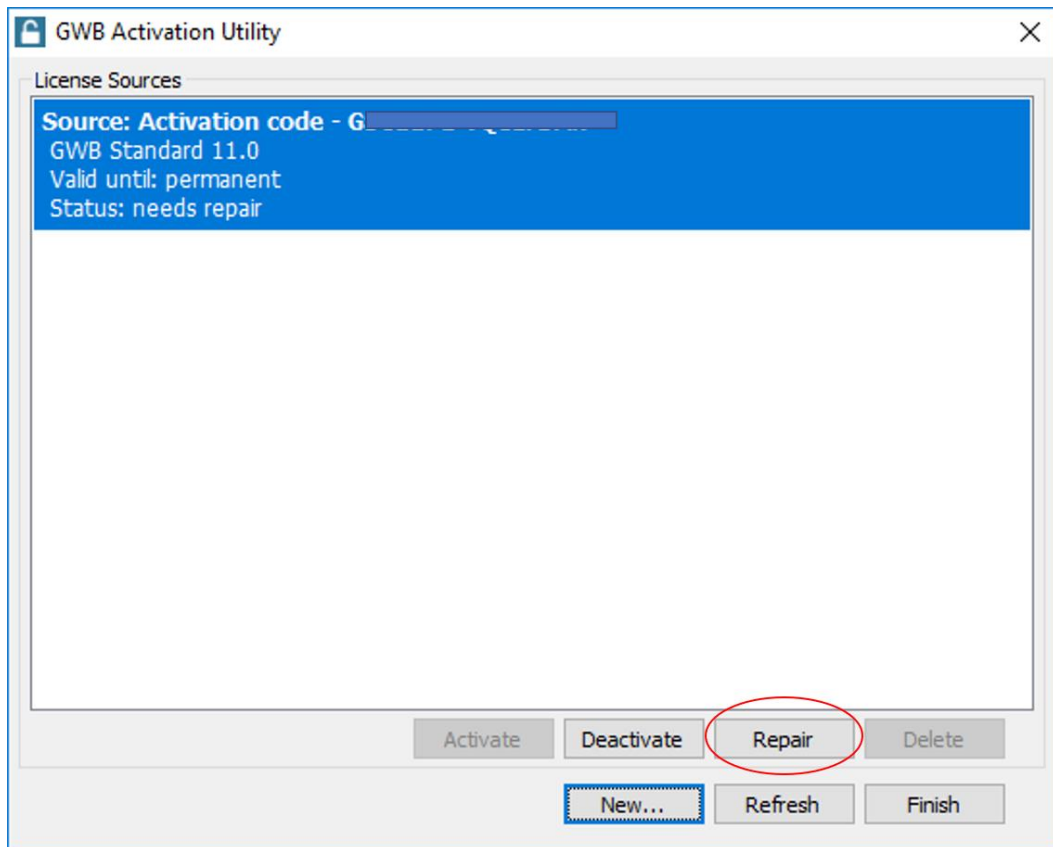 GWB Activation Utility
License Sources
Source: Activation code - G
GWB Standard 11.0
Valid until: permanent
Status: needs repair
Activate Deactivate Repair Delete
New... Refresh Finish